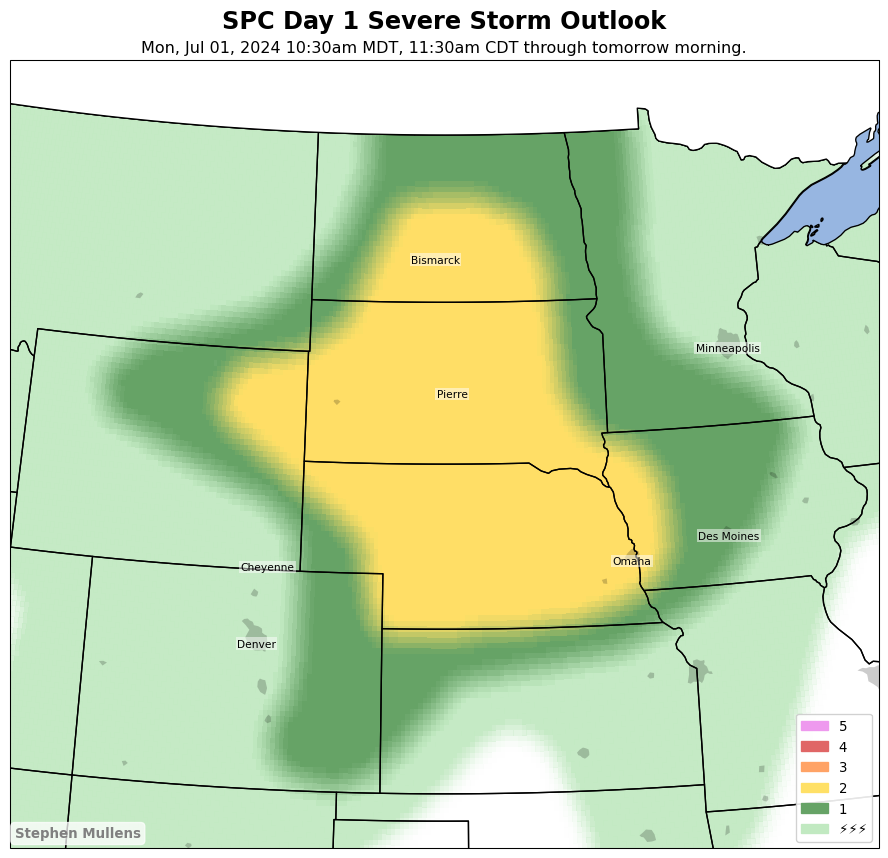 SPC Day 1 Severe Storm Outlook
Mon, Jul 01, 2024 10:30am MDT, 11:30am CDT through tomorrow morning.
Bismarck
Minneapolis
Pierre
Des Moines
Omaha
Cheyenne
Denver
5
4
3
2
1
⚡⚡⚡
Stephen Mullens